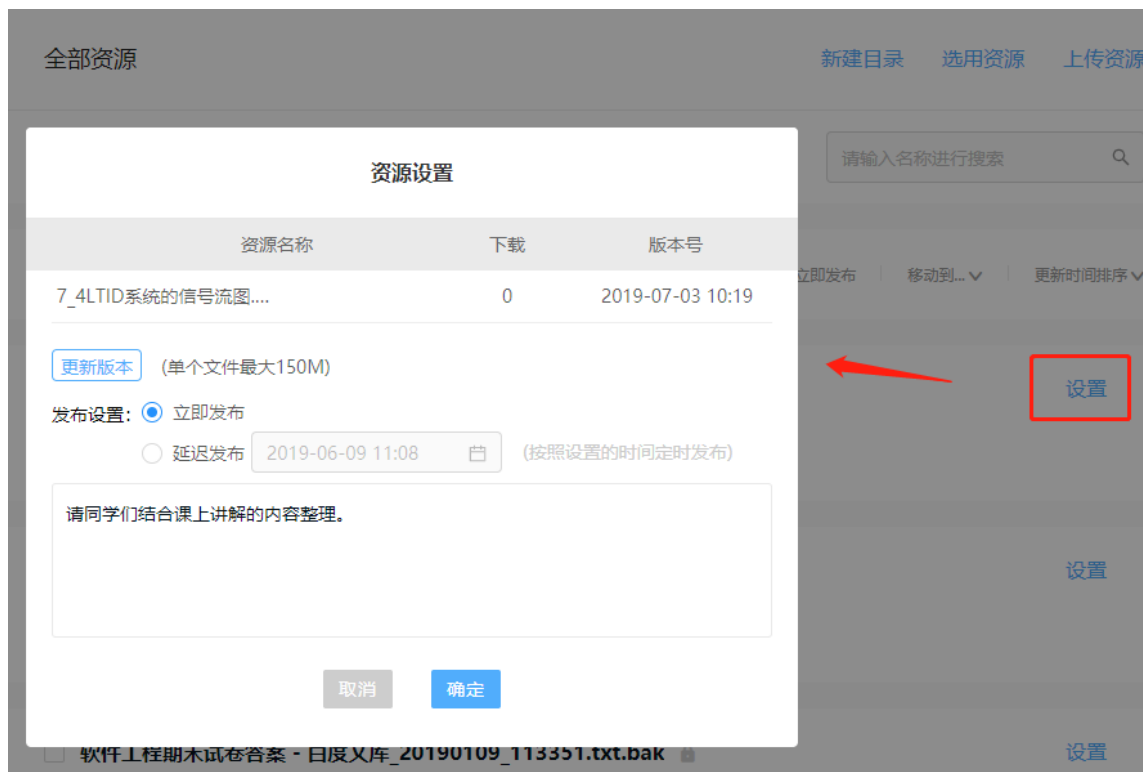 全部资源
新建目录 选用资源 上传资源
请输入名称进行搜索
资源设置
资源名称 下载 版本号
立即发布 移动到... 更新时间排序
7_4LTID系统的信号流图.... 0 2019-07-03 10:19
更新版本 (单个文件最大150M)
设置
发布设置: 立即发布
延迟发布 2019-06-09 11:08 (按照设置的时间定时发布)
请同学们结合课上讲解的内容整理。
设置
取消 确定
软件工程期末试卷答案 - 百度文库_20190109_113351.txt.bak
设置